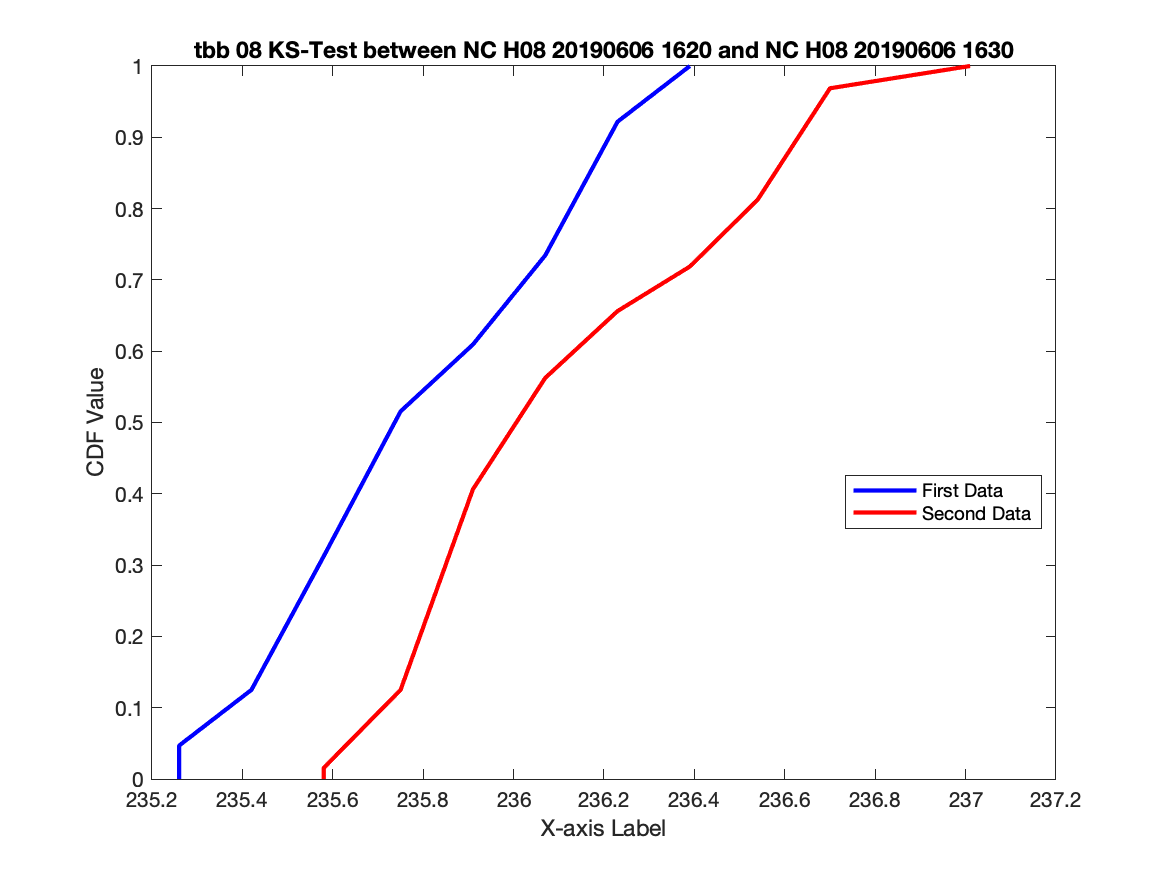 tbb 08 KS-Test between NC H08 20190606 1620 and NC H08 20190606 1630
1
0.9
0.8
0.7
0.6
0.5
0.4
0.3
0.2
0.1
0
CDF Value
First Data
Second Data
235.2 235.4 235.6 235.8 236 236.2 236.4 236.6 236.8 237 237.2
X-axis Label